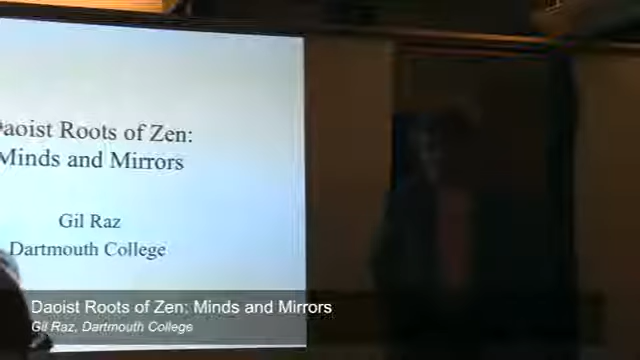 Daoist Roots of Zen:
Minds and Mirrors
Gil Raz
Dartmouth College
Daoist Roots of Zen: Minds and Mirrors
Gil Raz, Dartmouth College